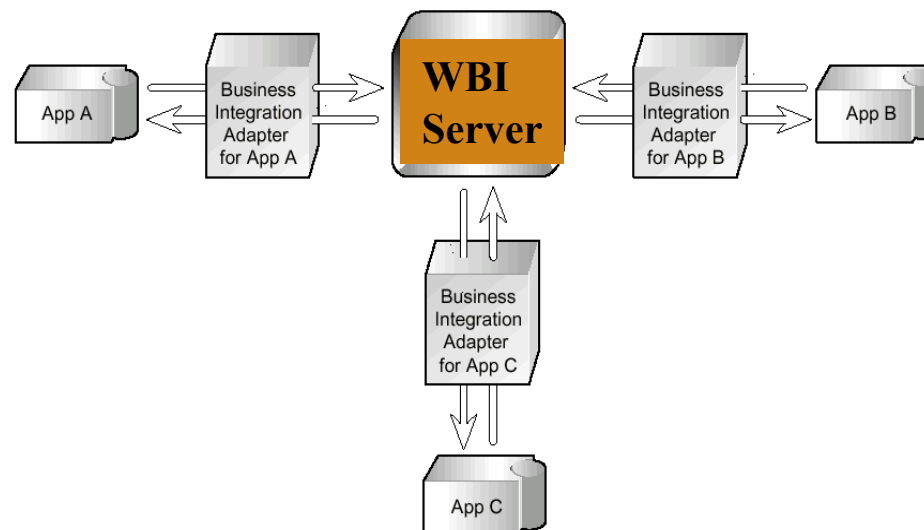 App A
Business
Integration
Adapter
for App A
WBI
Server
Business
Integration
Adapter
for App B
App B
Business
Integration
Adapter
for App C
App C